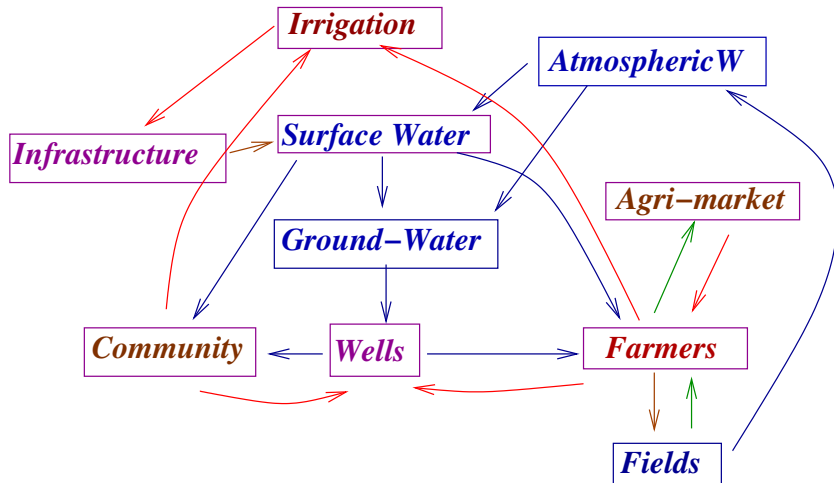 Irrigation
AtmosphericW
Infrastructure
Surface Water
Agri-market
Ground-Water
Community
Wells
Farmers
Fields